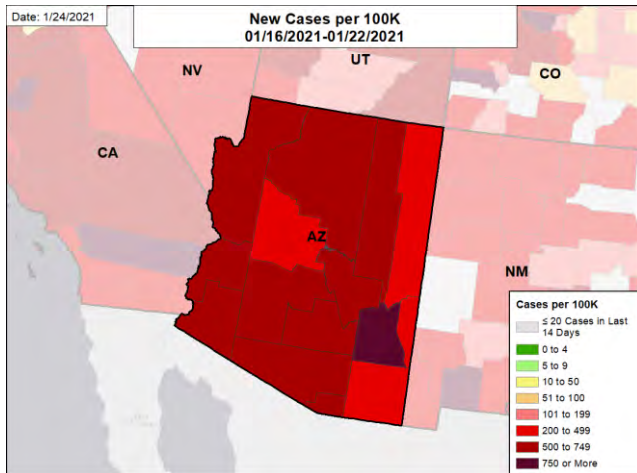 Date: 1/24/2021
New Cases per 100K
01/16/2021-01/22/2021
UT
NV
CO
CA
AZ
NM
Cases per 100K
≤ 20 Cases in Last
14 Days
0 to 4
5 to 9
10 to 50
51 to 100
101 to 199
200 to 499
500 to 749
750 or More